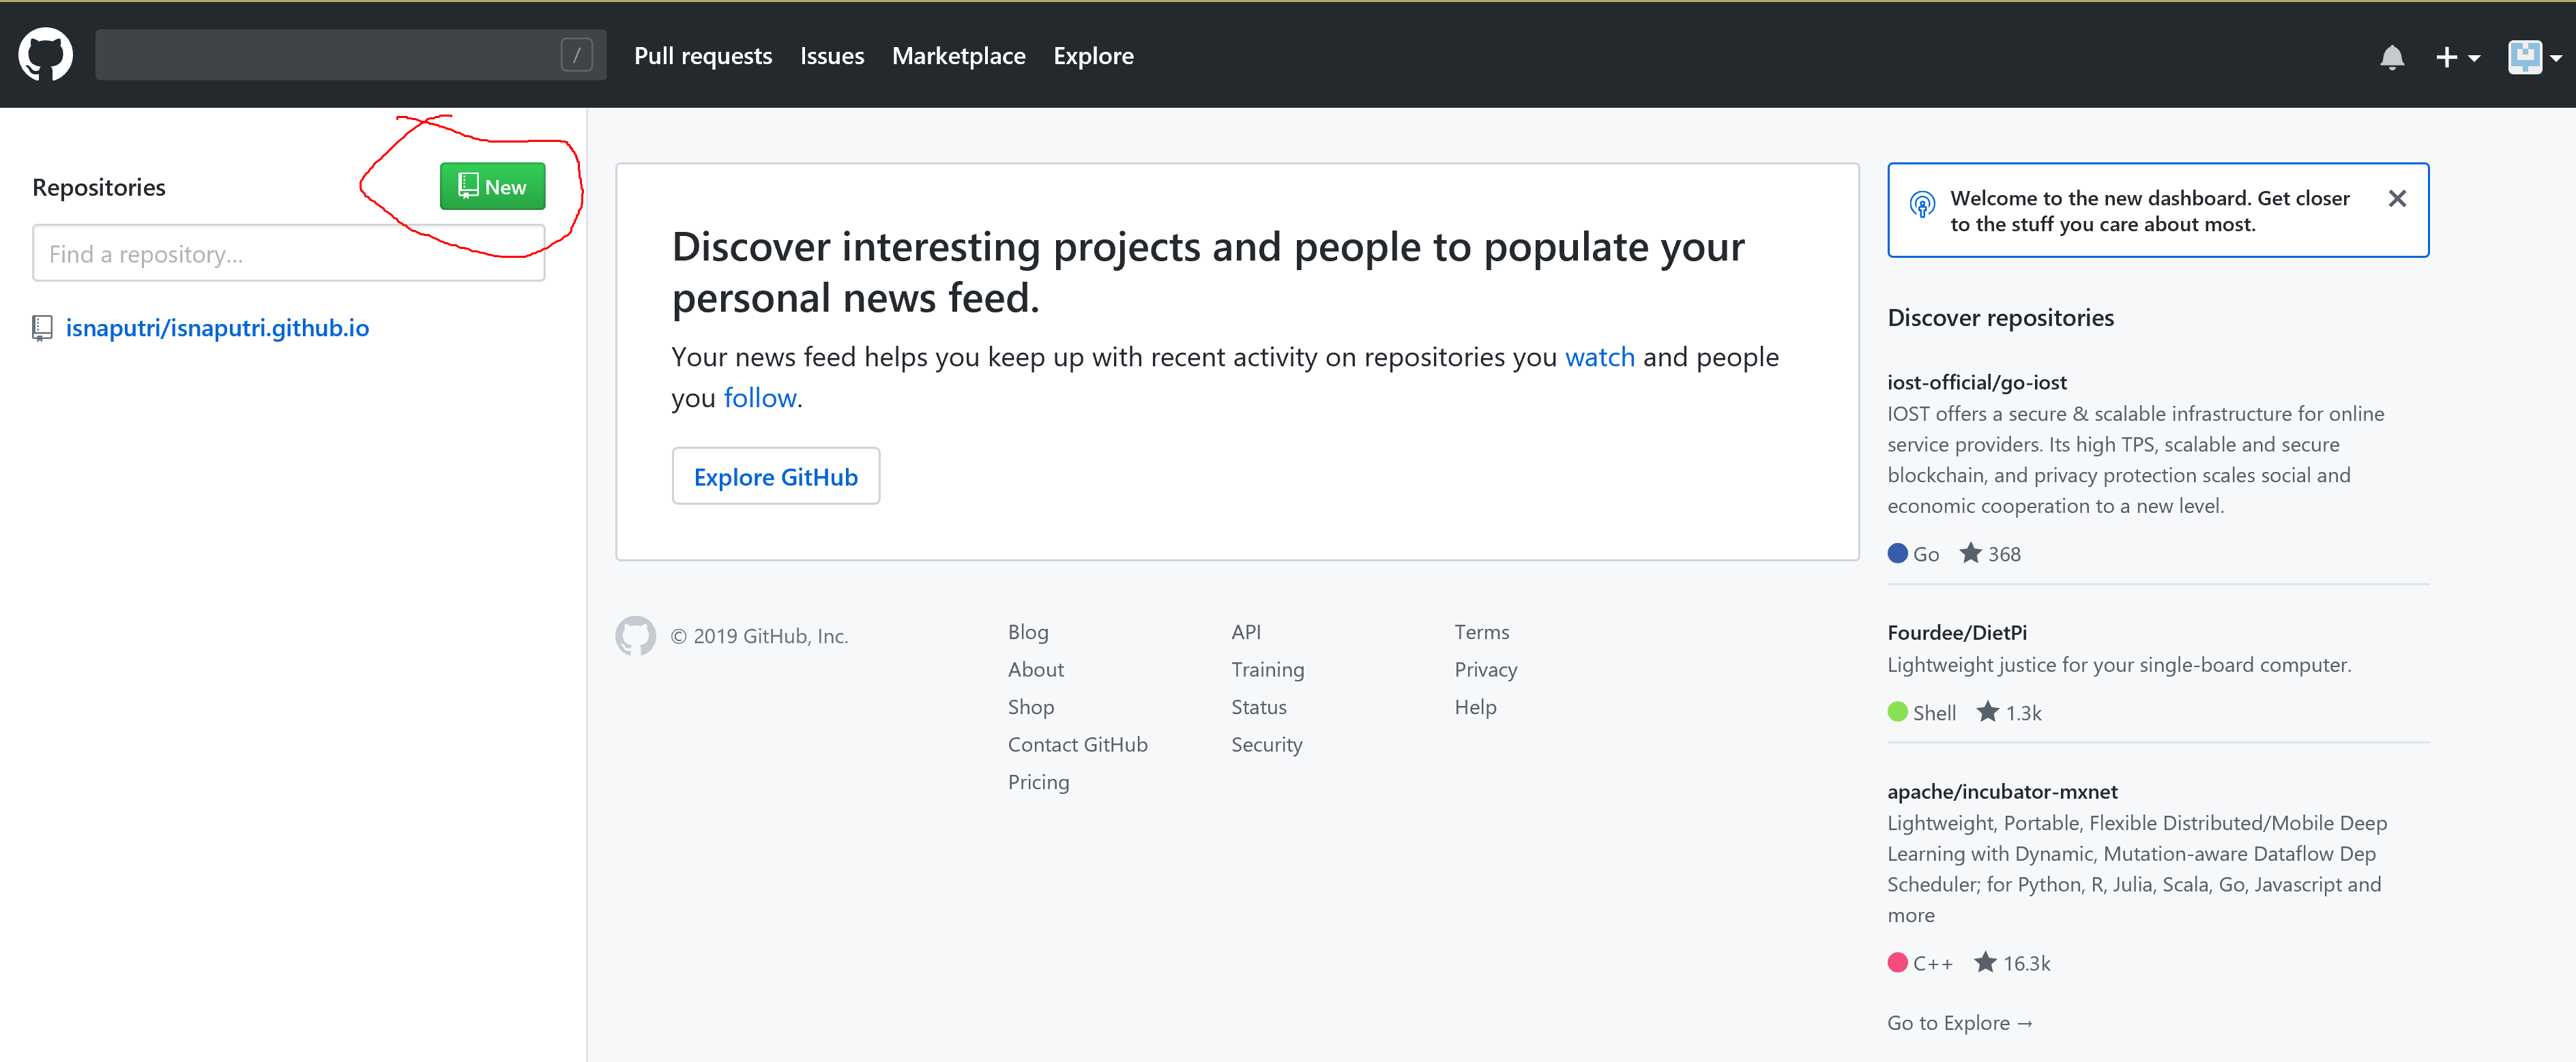 /
Pull requests
Issues
Marketplace
Explore
Repositories
New
Find a repository...
isnaputri/isnaputri.github.io
Discover interesting projects and people to populate your
personal news feed.
Your news feed helps you keep up with recent activity on repositories you watch and people
you follow.
Explore GitHub
© 2019 GitHub, Inc.
Blog
About
Shop
Contact GitHub
Pricing
API
Training
Status
Security
Terms
Privacy
Help
Welcome to the new dashboard. Get closer
to the stuff you care about most.
Discover repositories
iost-official/go-iost
IOST offers a secure & scalable infrastructure for online
service providers. Its high TPS, scalable and secure
blockchain, and privacy protection scales social and
economic cooperation to a new level.
Go 368
Fourdee/DietPi
Lightweight justice for your single-board computer.
Shell 1.3k
apache/incubator-mxnet
Lightweight, Portable, Flexible Distributed/Mobile Deep
Learning with Dynamic, Mutation-aware Dataflow Dep
Scheduler; for Python, R, Julia, Scala, Go, Javascript and
more
C++ 16.3k
Go to Explore →